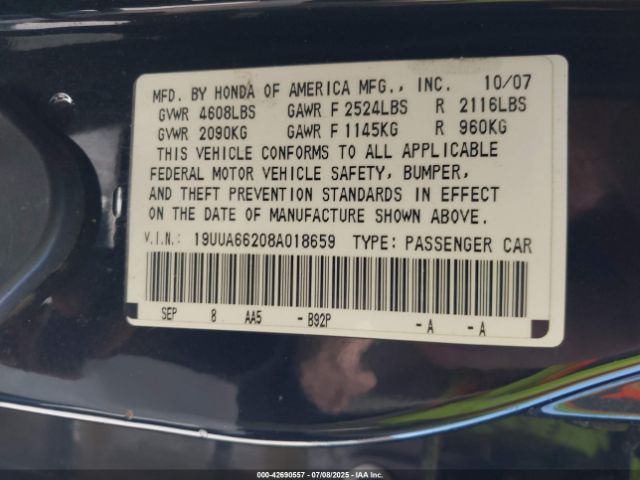 MFD. BY HONDA OF AMERICA MFG., INC. 10/07
GVWR 4608LBS GAWR F 2524LBS R 2116LBS
GVWR 2090KG GAWR F 1145KG R 960KG
THIS VEHICLE CONFORMS TO ALL APPLICABLE
FEDERAL MOTOR VEHICLE SAFETY, BUMPER,
AND THEFT PREVENTION STANDARDS IN EFFECT
ON THE DATE OF MANUFACTURE SHOWN ABOVE.
V.I.N.: 19UUA66208A018659 TYPE: PASSENGER CAR
SEP 8 AA5 -B92P -A -A
000-42690557 - 07/08/2025 - IAAI.COM